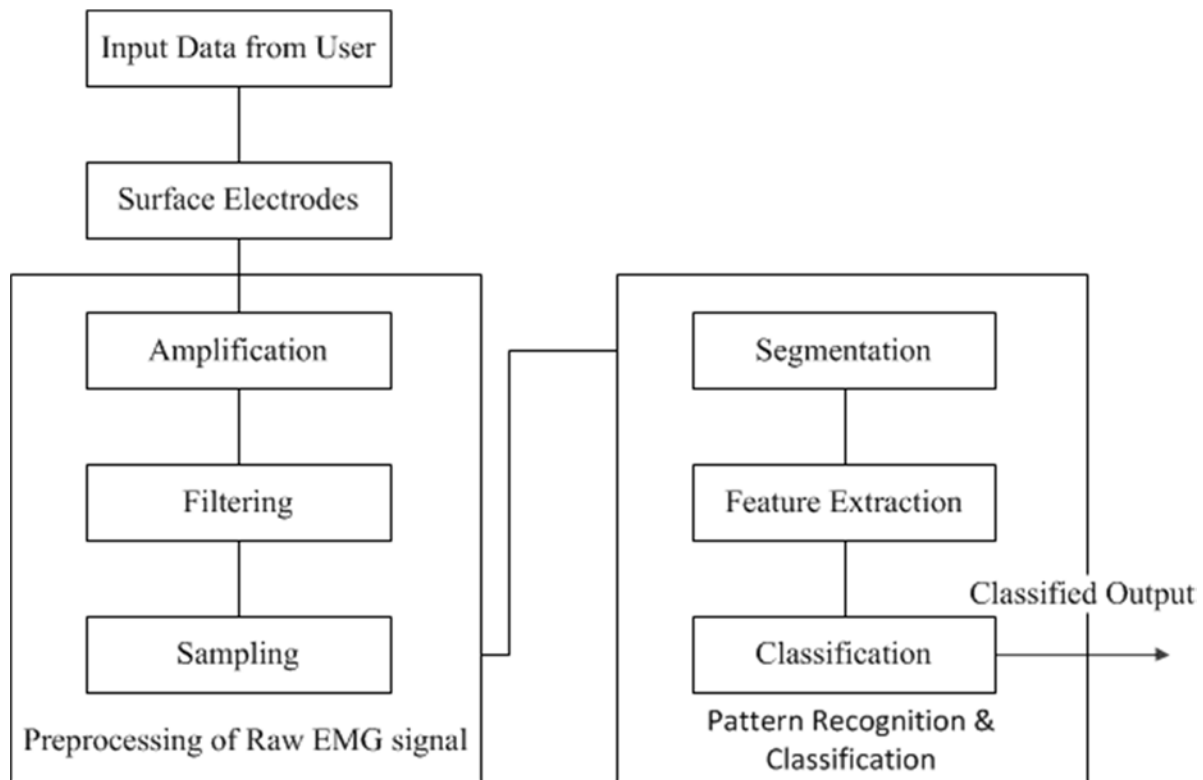 Input Data from User
Surface Electrodes
Amplification
Filtering
Sampling
Preprocessing of Raw EMG signal
Segmentation
Feature Extraction
Classification
Classified Output
Pattern Recognition &
Classification